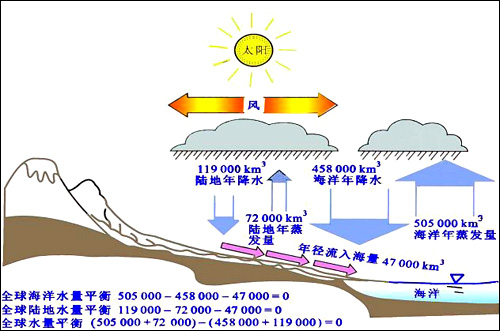 太阳
风
119 000 km³
陆地年降水
458 000 km³
海洋年降水
72 000 km³
陆地年蒸
发量
505 000 km³
海洋年蒸发量
年径流入海量 47 000 km³
海洋
全球海洋水量平衡 505 000－458 000－47 000＝0
全球陆地水量平衡 119 000－72 000－47 000＝0
全球水量平衡 (505 000+72 000)－(458 000+119 000)＝0